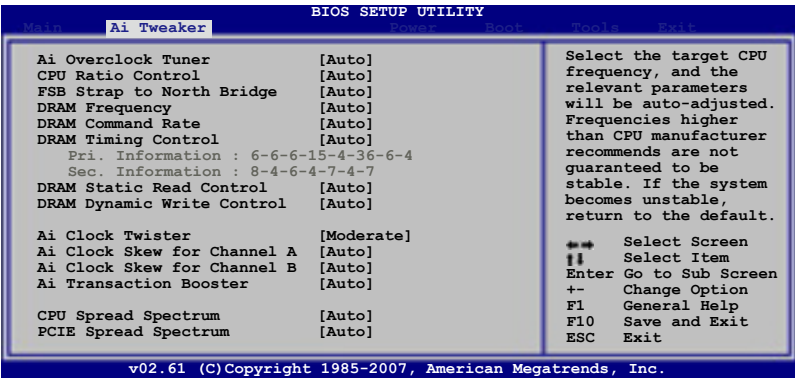 BIOS SETUP UTILITY
Main Ai Tweaker Power Boot Tools Exit
Ai Overclock Tuner [Auto]
CPU Ratio Control [Auto]
FSB Strap to North Bridge [Auto]
DRAM Frequency [Auto]
DRAM Command Rate [Auto]
DRAM Timing Control [Auto]
Pri. Information : 6-6-6-15-4-36-6-4
Sec. Information : 8-4-6-4-7-4-7
DRAM Static Read Control [Auto]
DRAM Dynamic Write Control [Auto]
Ai Clock Twister [Moderate]
Ai Clock Skew for Channel A [Auto]
Ai Clock Skew for Channel B [Auto]
Ai Transaction Booster [Auto]
CPU Spread Spectrum [Auto]
PCIE Spread Spectrum [Auto]
Select the target CPU
frequency, and the
relevant parameters
will be auto-adjusted.
Frequencies higher
than CPU manufacturer
recommends are not
guaranteed to be
stable. If the system
becomes unstable,
return to the default.
←→ Select Screen
↑↓ Select Item
Enter Go to Sub Screen
+- Change Option
F1 General Help
F10 Save and Exit
ESC Exit
v02.61 (C)Copyright 1985-2007, American Megatrends, Inc.